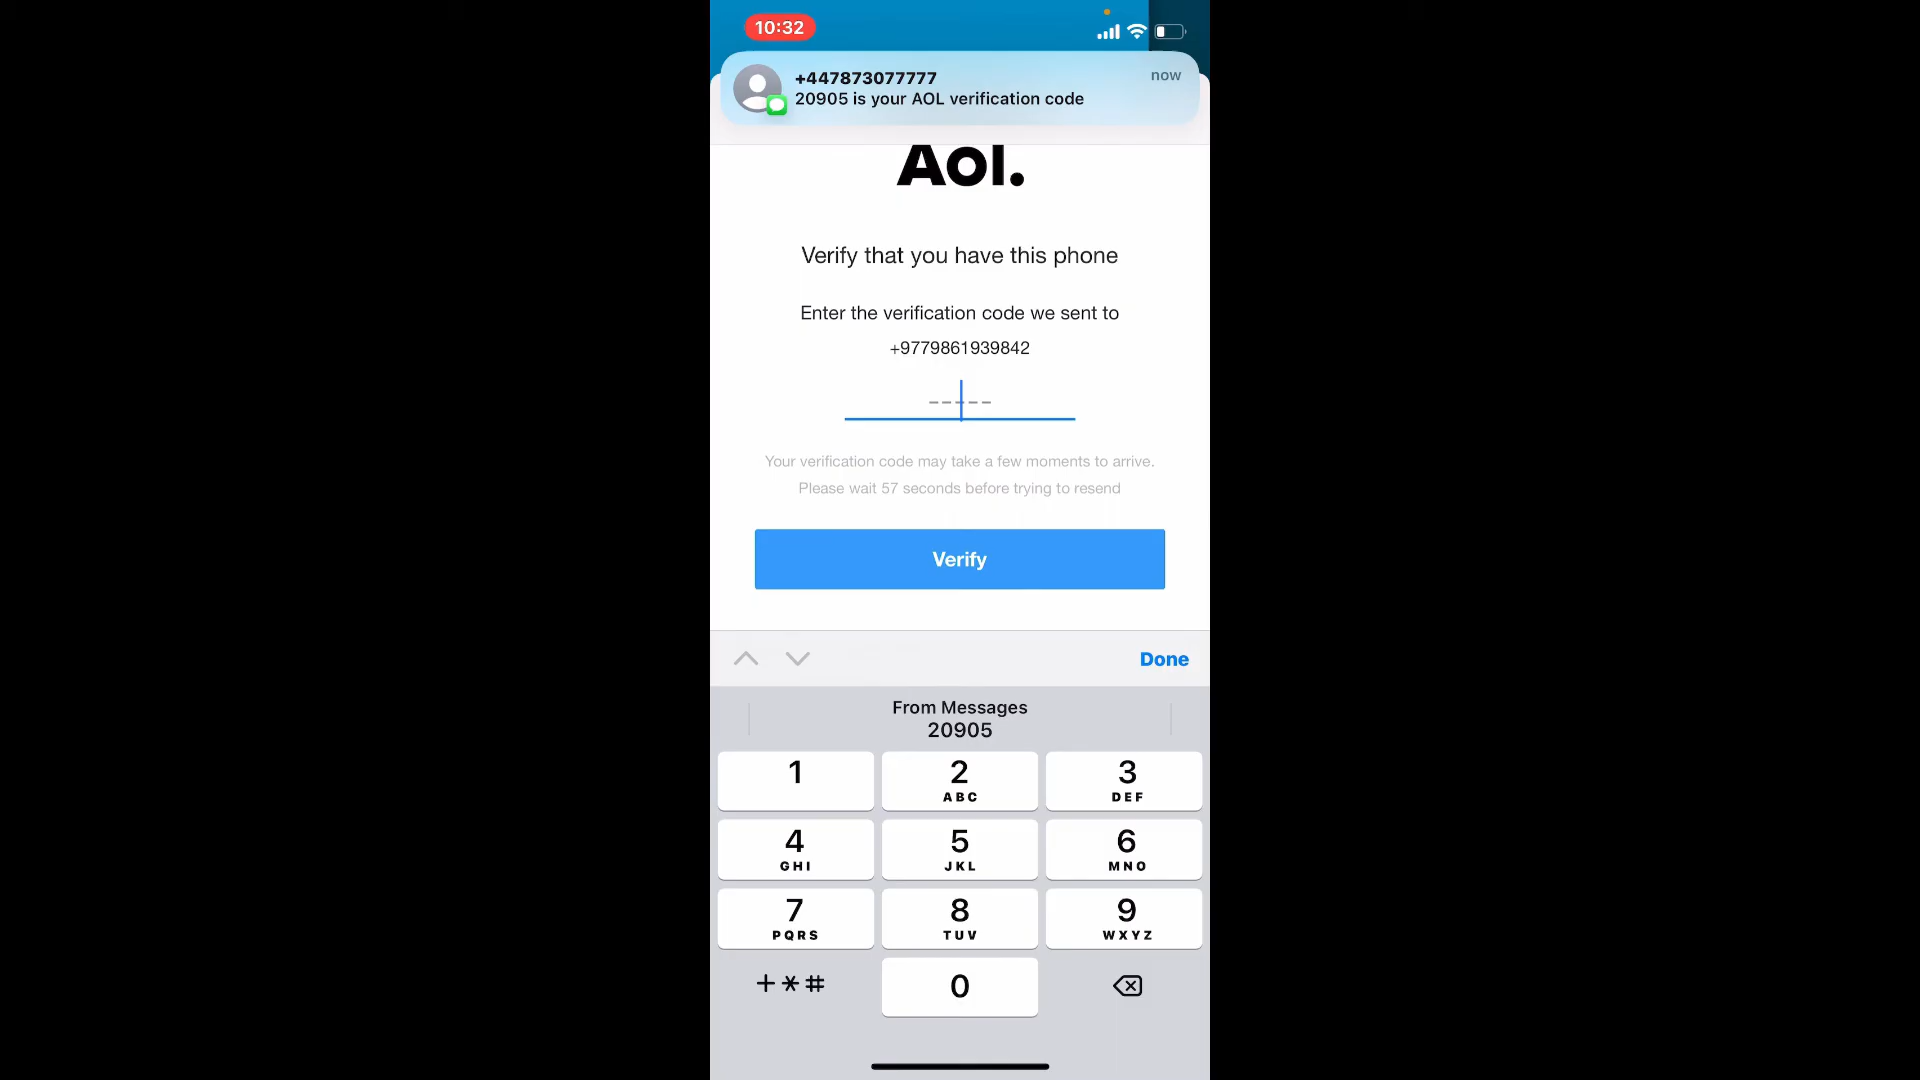 10:32
+447873077777
now
20905 is your AOL verification code
Aol.
Verify that you have this phone
Enter the verification code we sent to
+9779861939842
Your verification code may take a few moments to arrive.
Please wait 57 seconds before trying to resend
Verify
Done
From Messages
20905
1
2
3
ABC
DEF
4
5
6
GHI
JKL
MNO
7
8
9
PQRS
TUV
WXYZ
+*#
0